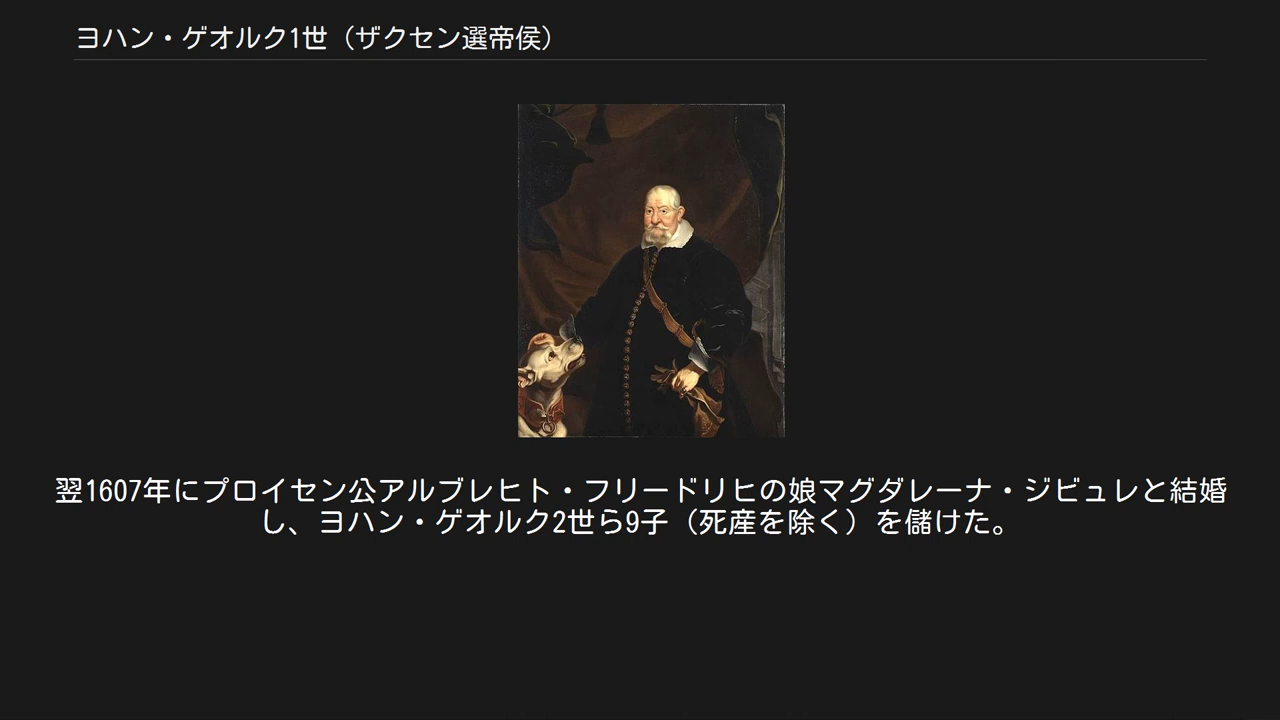 ヨハン・ゲオルク1世（ザクセン選帝侯）
翌1607年にプロイセン公アルブレヒト・フリードリヒの娘マグダレーナ・ジビュレと結婚
し、ヨハン・ゲオルク2世ら9子（死産を除く）を儲けた。